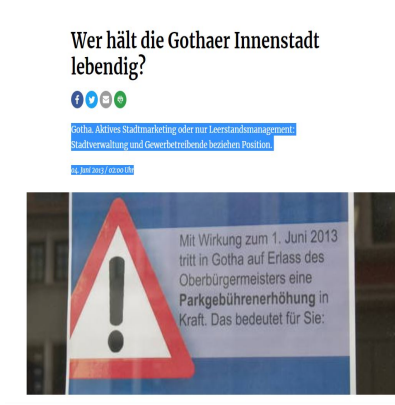 Wer hält die Gothaer Innenstadt
lebendig?
Gotha. Aktives Stadtmarketing oder nur Leerstandsmanagement:
Stadtverwaltung und Gewerbetreibende beziehen Position.
04. Juni 2013 / 02:00 Uhr
Mit Wirkung zum 1. Juni 2013
tritt in Gotha auf Erlass des
Oberbürgermeisters eine
Parkgebührenerhöhung in
Kraft. Das bedeutet für Sie: